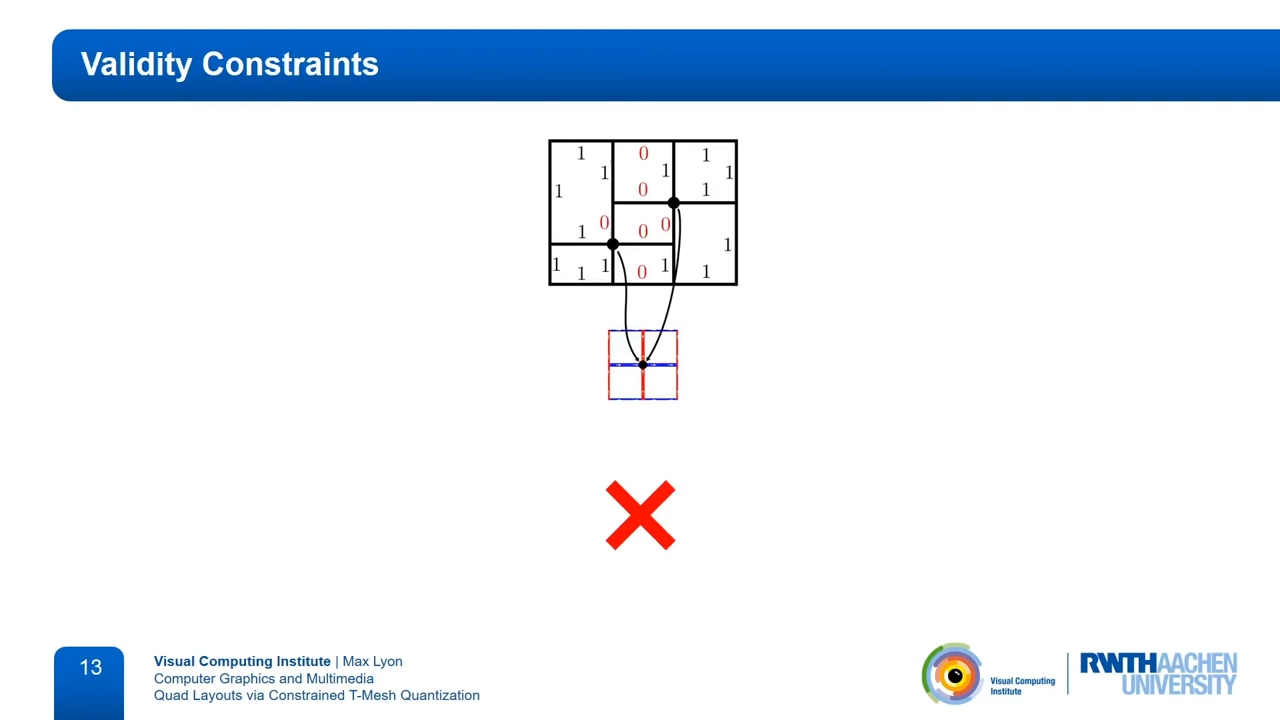 Validity Constraints
1 0 1
1 1 1
1 0 1
0 0
1 0 1
1 1 1
1 0 1
13
Visual Computing Institute | Max Lyon
Computer Graphics and Multimedia
Quad Layouts via Constrained T-Mesh Quantization
Visual Computing
Institute
RWTHAACHEN
UNIVERSITY